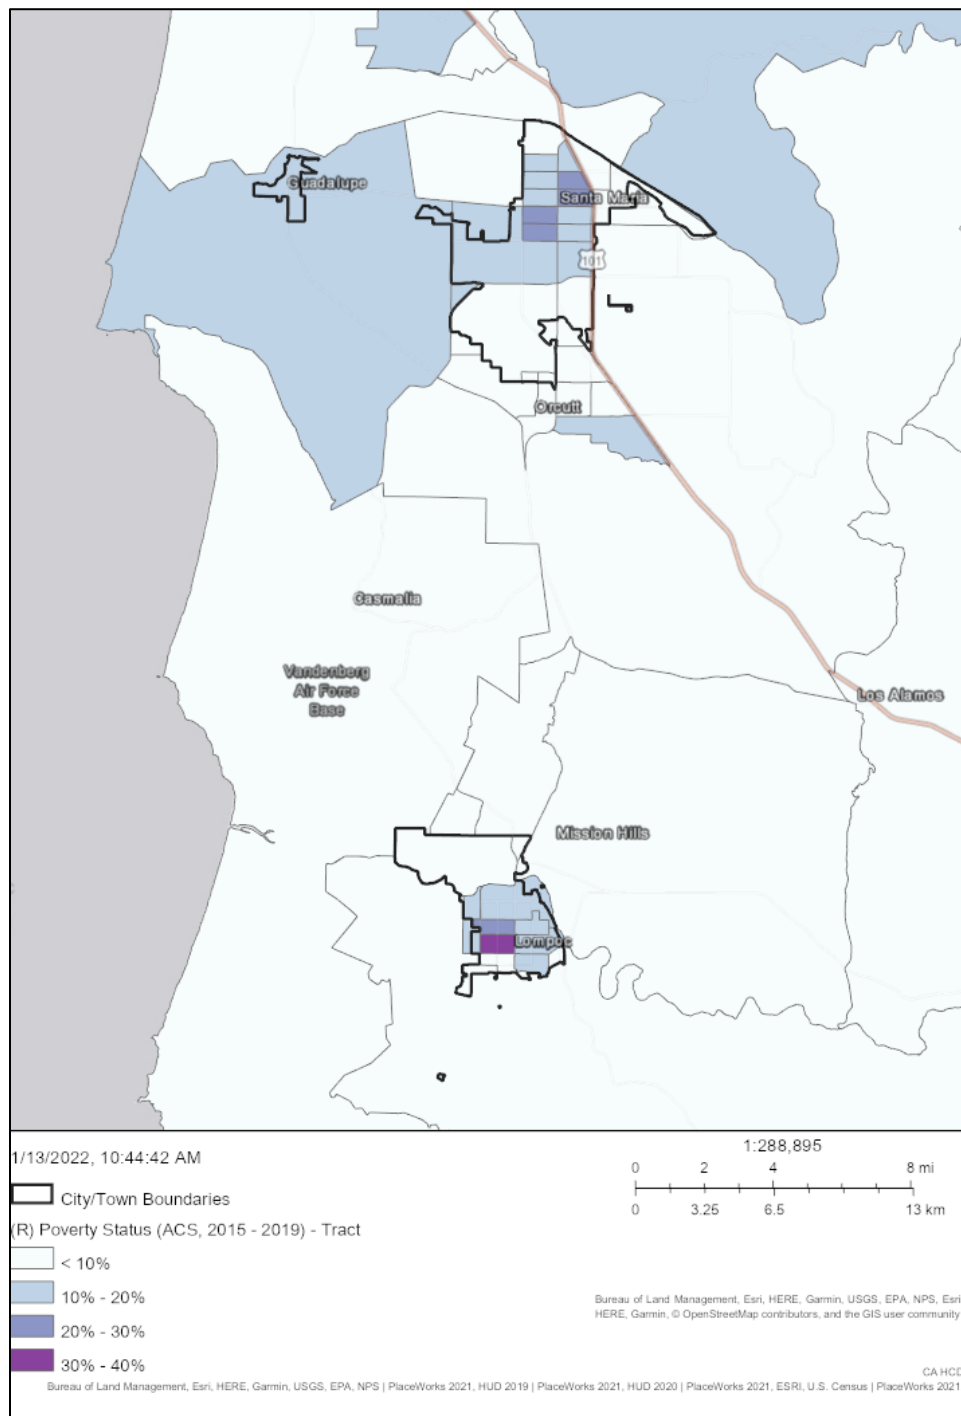 Guadalupe
Santa Maria
101
Orcutt
Casmalia
Vandenberg
Air Force
Base
Los Alamos
Mission Hills
Lompoc
1/13/2022, 10:44:42 AM
1:288,895
0 2 4 8 mi
0 3.25 6.5 13 km
City/Town Boundaries
(R) Poverty Status (ACS, 2015 - 2019) - Tract
< 10%
10% - 20%
20% - 30%
30% - 40%
Bureau of Land Management, Esri, HERE, Garmin, USGS, EPA, NPS, Esri
HERE, Garmin, © OpenStreetMap contributors, and the GIS user community
CA HCD
Bureau of Land Management, Esri, HERE, Garmin, USGS, EPA, NPS | PlaceWorks 2021, HUD 2019 | PlaceWorks 2021, HUD 2020 | PlaceWorks 2021, ESRI, U.S. Census | PlaceWorks 2021